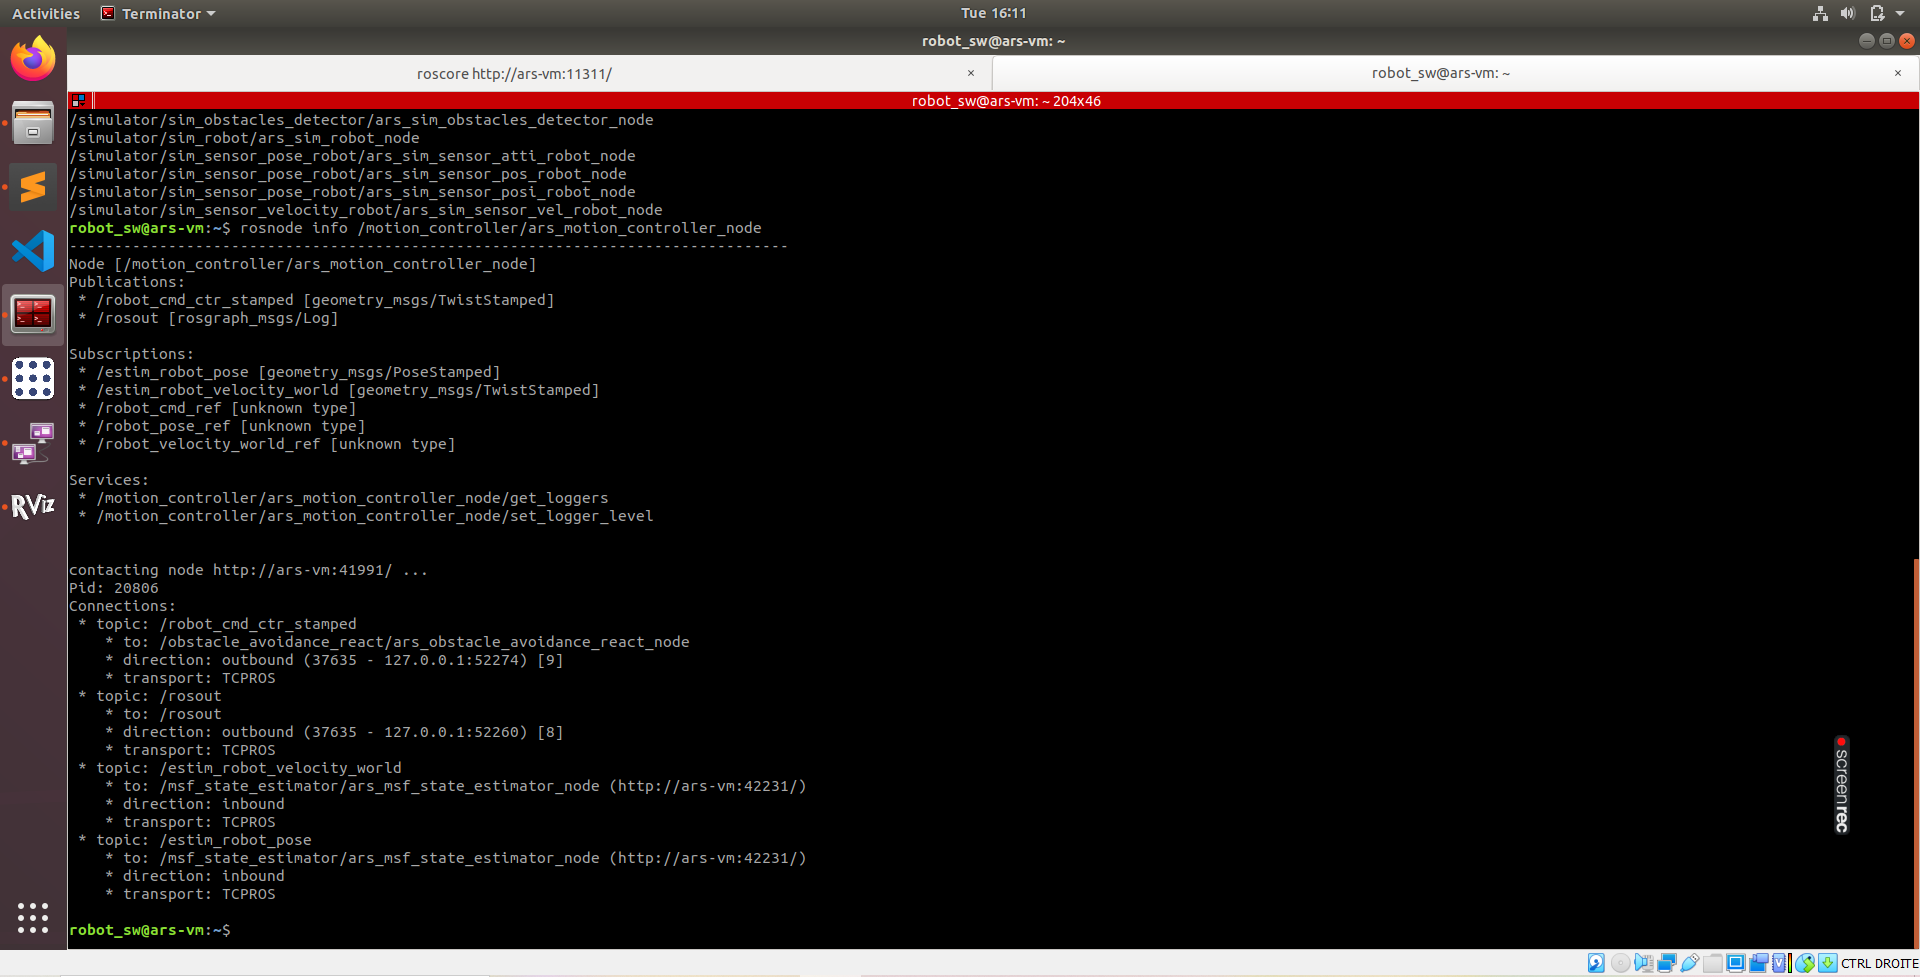 Activities
Terminator
Tue 16:11
robot_sw@ars-vm: ~
roscore http://ars-vm:11311/
×
robot_sw@ars-vm: ~
×
robot_sw@ars-vm: ~ 204x46
/simulator/sim_obstacles_detector/ars_sim_obstacles_detector_node
/simulator/sim_robot/ars_sim_robot_node
/simulator/sim_sensor_pose_robot/ars_sim_sensor_atti_robot_node
/simulator/sim_sensor_pose_robot/ars_sim_sensor_pos_robot_node
/simulator/sim_sensor_pose_robot/ars_sim_sensor_posi_robot_node
/simulator/sim_sensor_velocity_robot/ars_sim_sensor_vel_robot_node
robot_sw@ars-vm:~$ rosnode info /motion_controller/ars_motion_controller_node
--------------------------------------------------------------------------------
Node [/motion_controller/ars_motion_controller_node]
Publications:
 * /robot_cmd_ctr_stamped [geometry_msgs/TwistStamped]
 * /rosout [rosgraph_msgs/Log]
Subscriptions:
 * /estim_robot_pose [geometry_msgs/PoseStamped]
 * /estim_robot_velocity_world [geometry_msgs/TwistStamped]
 * /robot_cmd_ref [unknown type]
 * /robot_pose_ref [unknown type]
 * /robot_velocity_world_ref [unknown type]
Services:
 * /motion_controller/ars_motion_controller_node/get_loggers
 * /motion_controller/ars_motion_controller_node/set_logger_level
contacting node http://ars-vm:41991/ ...
Pid: 20806
Connections:
 * topic: /robot_cmd_ctr_stamped
    * to: /obstacle_avoidance_react/ars_obstacle_avoidance_react_node
    * direction: outbound (37635 - 127.0.0.1:52274) [9]
    * transport: TCPROS
 * topic: /rosout
    * to: /rosout
    * direction: outbound (37635 - 127.0.0.1:52260) [8]
    * transport: TCPROS
 * topic: /estim_robot_velocity_world
    * to: /msf_state_estimator/ars_msf_state_estimator_node (http://ars-vm:42231/)
    * direction: inbound
    * transport: TCPROS
 * topic: /estim_robot_pose
    * to: /msf_state_estimator/ars_msf_state_estimator_node (http://ars-vm:42231/)
    * direction: inbound
    * transport: TCPROS
robot_sw@ars-vm:~$
RViz
screenrec
CTRL DROITE